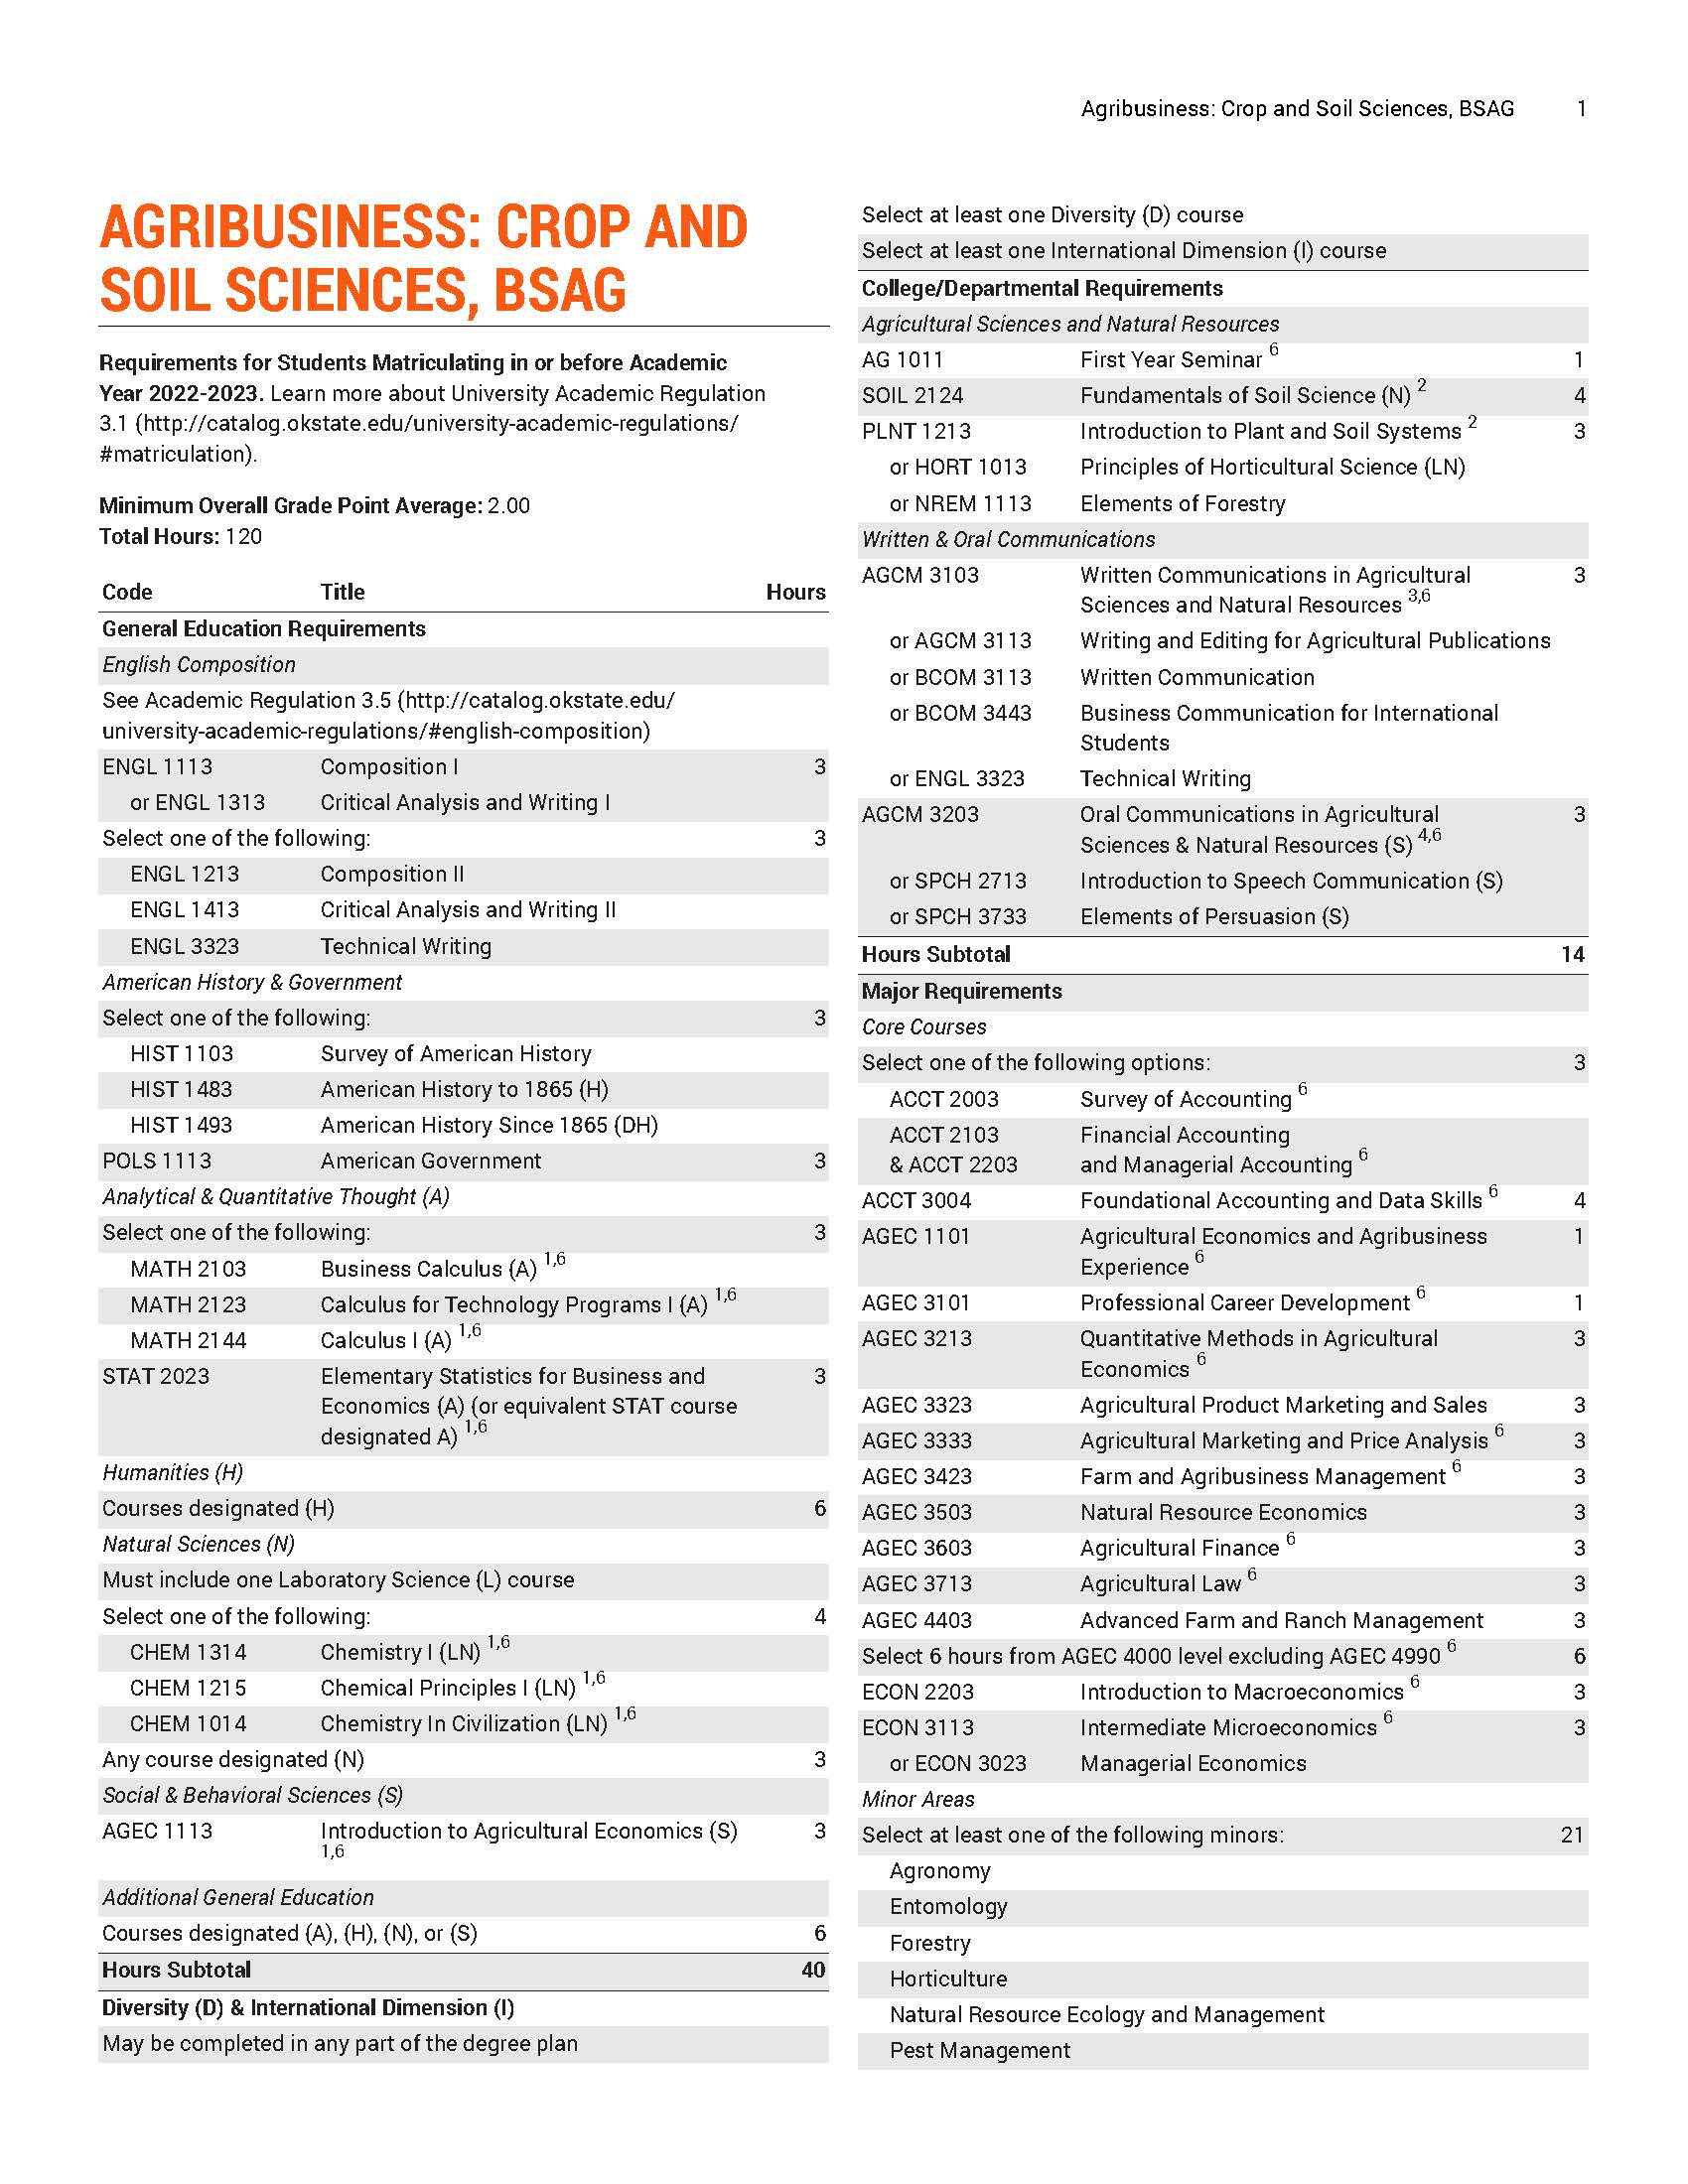 Agribusiness: Crop and Soil Sciences, BSAG 1
AGRIBUSINESS: CROP AND
SOIL SCIENCES, BSAG
Requirements for Students Matriculating in or before Academic
Year 2022-2023. Learn more about University Academic Regulation
3.1 (http://catalog.okstate.edu/university-academic-regulations/
#matriculation).
Minimum Overall Grade Point Average: 2.00
Total Hours: 120
Code Title Hours
General Education Requirements
English Composition
See Academic Regulation 3.5 (http://catalog.okstate.edu/
university-academic-regulations/#english-composition)
ENGL 1113 Composition I 3
or ENGL 1313 Critical Analysis and Writing I
Select one of the following: 3
ENGL 1213 Composition II
ENGL 1413 Critical Analysis and Writing II
ENGL 3323 Technical Writing
American History & Government
Select one of the following: 3
HIST 1103 Survey of American History
HIST 1483 American History to 1865 (H)
HIST 1493 American History Since 1865 (DH)
POLS 1113 American Government 3
Analytical & Quantitative Thought (A)
Select one of the following: 3
MATH 2103 Business Calculus (A) 1,6
MATH 2123 Calculus for Technology Programs I (A) 1,6
MATH 2144 Calculus I (A) 1,6
STAT 2023 Elementary Statistics for Business and 3
Economics (A) (or equivalent STAT course
designated A) 1,6
Humanities (H)
Courses designated (H) 6
Natural Sciences (N)
Must include one Laboratory Science (L) course
Select one of the following: 4
CHEM 1314 Chemistry I (LN) 1,6
CHEM 1215 Chemical Principles I (LN) 1,6
CHEM 1014 Chemistry In Civilization (LN) 1,6
Any course designated (N) 3
Social & Behavioral Sciences (S)
AGEC 1113 Introduction to Agricultural Economics (S) 3
1,6
Additional General Education
Courses designated (A), (H), (N), or (S) 6
Hours Subtotal 40
Diversity (D) & International Dimension (I)
May be completed in any part of the degree plan
Select at least one Diversity (D) course
Select at least one International Dimension (I) course
College/Departmental Requirements
Agricultural Sciences and Natural Resources
AG 1011 First Year Seminar 6 1
SOIL 2124 Fundamentals of Soil Science (N) 2 4
PLNT 1213 Introduction to Plant and Soil Systems 2 3
or HORT 1013 Principles of Horticultural Science (LN)
or NREM 1113 Elements of Forestry
Written & Oral Communications
AGCM 3103 Written Communications in Agricultural 3
Sciences and Natural Resources 3,6
or AGCM 3113 Writing and Editing for Agricultural Publications
or BCOM 3113 Written Communication
or BCOM 3443 Business Communication for International
Students
or ENGL 3323 Technical Writing
AGCM 3203 Oral Communications in Agricultural 3
Sciences & Natural Resources (S) 4,6
or SPCH 2713 Introduction to Speech Communication (S)
or SPCH 3733 Elements of Persuasion (S)
Hours Subtotal 14
Major Requirements
Core Courses
Select one of the following options: 3
ACCT 2003 Survey of Accounting 6
ACCT 2103 Financial Accounting
& ACCT 2203 and Managerial Accounting 6
ACCT 3004 Foundational Accounting and Data Skills 6 4
AGEC 1101 Agricultural Economics and Agribusiness 1
Experience 6
AGEC 3101 Professional Career Development 6 1
AGEC 3213 Quantitative Methods in Agricultural 3
Economics 6
AGEC 3323 Agricultural Product Marketing and Sales 3
AGEC 3333 Agricultural Marketing and Price Analysis 6 3
AGEC 3423 Farm and Agribusiness Management 6 3
AGEC 3503 Natural Resource Economics 3
AGEC 3603 Agricultural Finance 6 3
AGEC 3713 Agricultural Law 6 3
AGEC 4403 Advanced Farm and Ranch Management 3
Select 6 hours from AGEC 4000 level excluding AGEC 4990 6 6
ECON 2203 Introduction to Macroeconomics 6 3
ECON 3113 Intermediate Microeconomics 6 3
or ECON 3023 Managerial Economics
Minor Areas
Select at least one of the following minors: 21
Agronomy
Entomology
Forestry
Horticulture
Natural Resource Ecology and Management
Pest Management